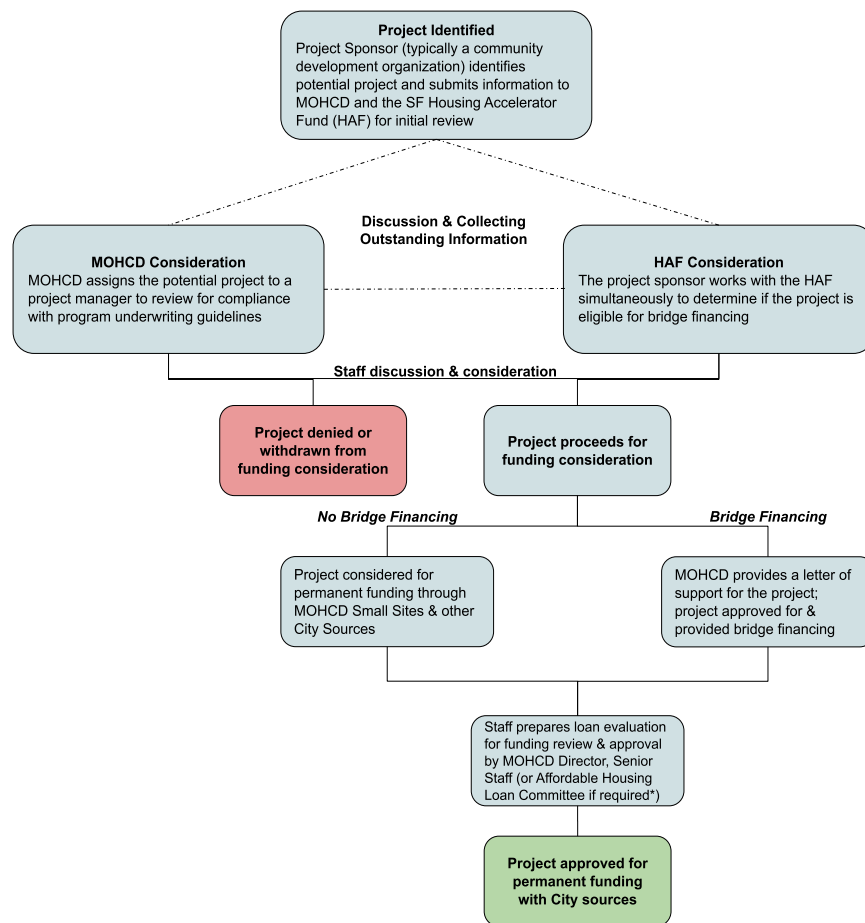 Project Identified
Project Sponsor (typically a community
development organization) identifies
potential project and submits information to
MOHCD and the SF Housing Accelerator
Fund (HAF) for initial review
Discussion & Collecting
Outstanding Information
MOHCD Consideration
MOHCD assigns the potential project to a
project manager to review for compliance
with program underwriting guidelines
HAF Consideration
The project sponsor works with the HAF
simultaneously to determine if the project is
eligible for bridge financing
Staff discussion & consideration
Project denied or
withdrawn from
funding consideration
Project proceeds for
funding consideration
No Bridge Financing
Bridge Financing
Project considered for
permanent funding through
MOHCD Small Sites & other
City Sources
MOHCD provides a letter of
support for the project;
project approved for &
provided bridge financing
Staff prepares loan evaluation
for funding review & approval
by MOHCD Director, Senior
Staff (or Affordable Housing
Loan Committee if required*)
Project approved for
permanent funding
with City sources